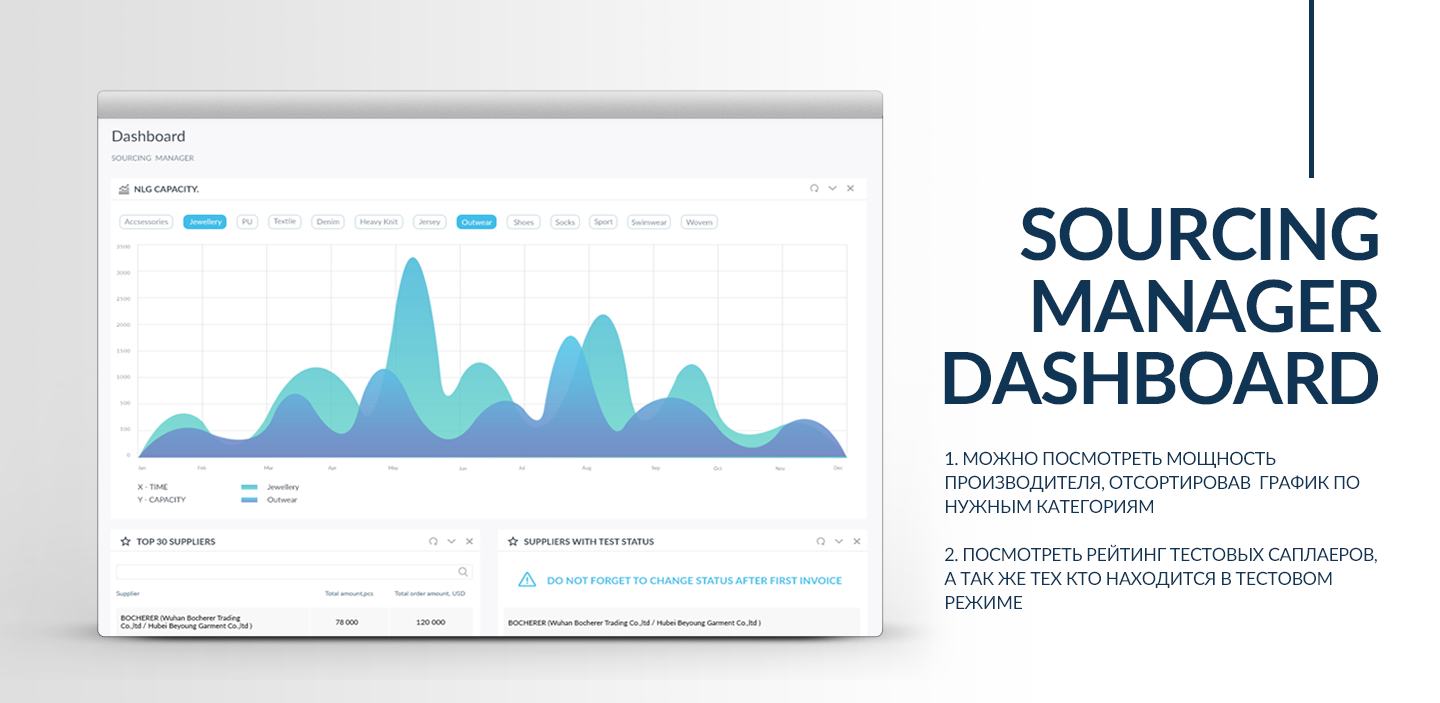 Dashboard
SOURCING MANAGER
NLG CAPACITY.
Accsessories Jewellery PU Textile Denim Heavy Knit Jersey Outwear Shoes Socks Sport Swimwear Wovem
3500
3000
2500
2000
1500
1000
500
100
0
Jan Feb Mar Apr May Jun Jul Aug Sep Oct Nov Dec
X - TIME Jewellery
Y - CAPACITY Outwear
TOP 30 SUPPLIERS
Supplier Total amount,pcs Total order amount, USD
BOCHERER (Wuhan Bocherer Trading
Co.,ltd / Hubei Beyoung Garment Co.,ltd )
78 000 120 000
SUPPLIERS WITH TEST STATUS
DO NOT FORGET TO CHANGE STATUS AFTER FIRST INVOICE
BOCHERER (Wuhan Bocherer Trading Co.,ltd / Hubei Beyoung Garment Co.,ltd )
SOURCING
MANAGER
DASHBOARD
1. МОЖНО ПОСМОТРЕТЬ МОЩНОСТЬ
ПРОИЗВОДИТЕЛЯ, ОТСОРТИРОВАВ ГРАФИК ПО
НУЖНЫМ КАТЕГОРИЯМ
2. ПОСМОТРЕТЬ РЕЙТИНГ ТЕСТОВЫХ САПЛАЕРОВ,
А ТАК ЖЕ ТЕХ КТО НАХОДИТСЯ В ТЕСТОВОМ
РЕЖИМЕ